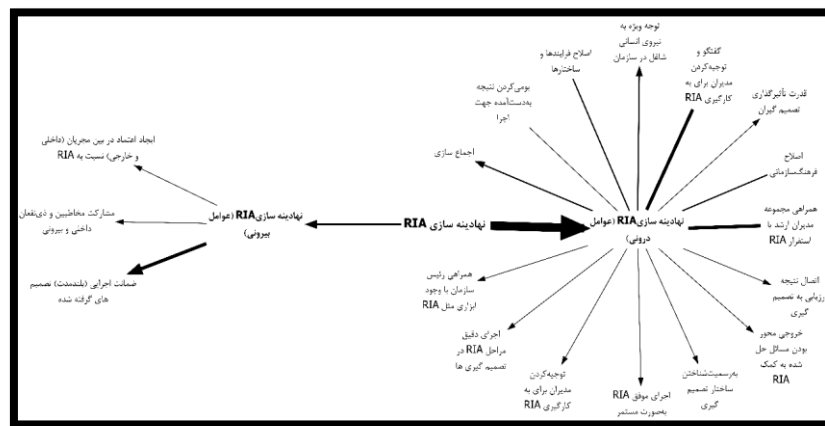 توجه ویژه به
نیروی انسانی
شاغل در سازمان
گفتگو و
توجیه‌کردن
مدیران برای به
کارگیری RIA
اصلاح فرایندها و
ساختارها
قدرت تأثیرگذاری
تصمیم گیران
بومی‌کردن نتیجه
به‌دست‌آمده جهت
اجرا
اصلاح
فرهنگ‌سازمانی
اجماع سازی
ایجاد اعتماد در بین مجریان (داخلی
و خارجی) نسبت به RIA
همراهی مجموعه
مدیران ارشد با
استقرار RIA
نهادینه سازیRIA (عوامل
درونی)
نهادینه سازی RIA
نهادینه سازیRIA (عوامل
بیرونی)
مشارکت مخاطبین و ذی‌نفعان
داخلی و بیرونی
ضمانت اجرایی (بلندمدت) تصمیم
های گرفته شده
اتصال نتیجه
رزیابی به تصمیم
گیری
همراهی رئیس
سازمان با وجود
ابزاری مثل RIA
خروجی محور
بودن مسائل حل
شده به کمک
RIA
اجرای دقیق
مراحل RIA در
تصمیم گیری ها
به‌رسمیت‌شناختن
ساختار تصمیم
گیری
توجیه‌کردن
مدیران برای به
کارگیری RIA
اجرای موفق RIA
به‌صورت مستمر